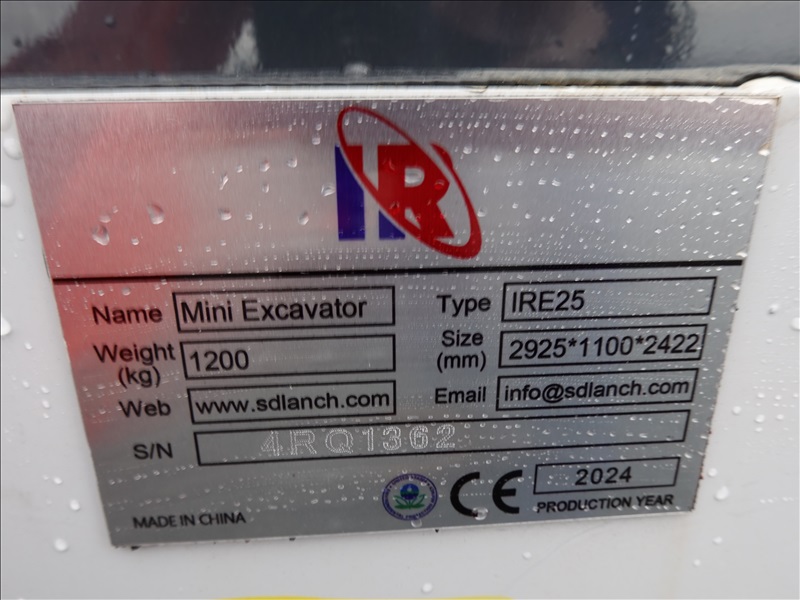 IR
Name Mini Excavator Type IRE25
Weight (kg) 1200 Size (mm) 2925*1100*2422
Web www.sdlanch.com Email info@sdlanch.com
S/N 4RQ1362
CE 2024
MADE IN CHINA PRODUCTION YEAR